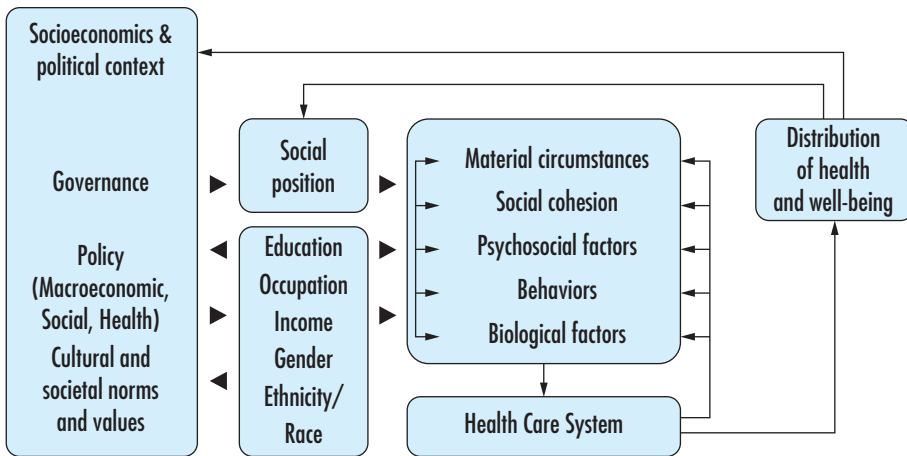 Socioeconomics &
political context
Governance
Policy
(Macroeconomic,
Social, Health)
Cultural and
societal norms
and values
Social
position
Education
Occupation
Income
Gender
Ethnicity/
Race
Material circumstances
Social cohesion
Psychosocial factors
Behaviors
Biological factors
Health Care System
Distribution
of health
and well-being